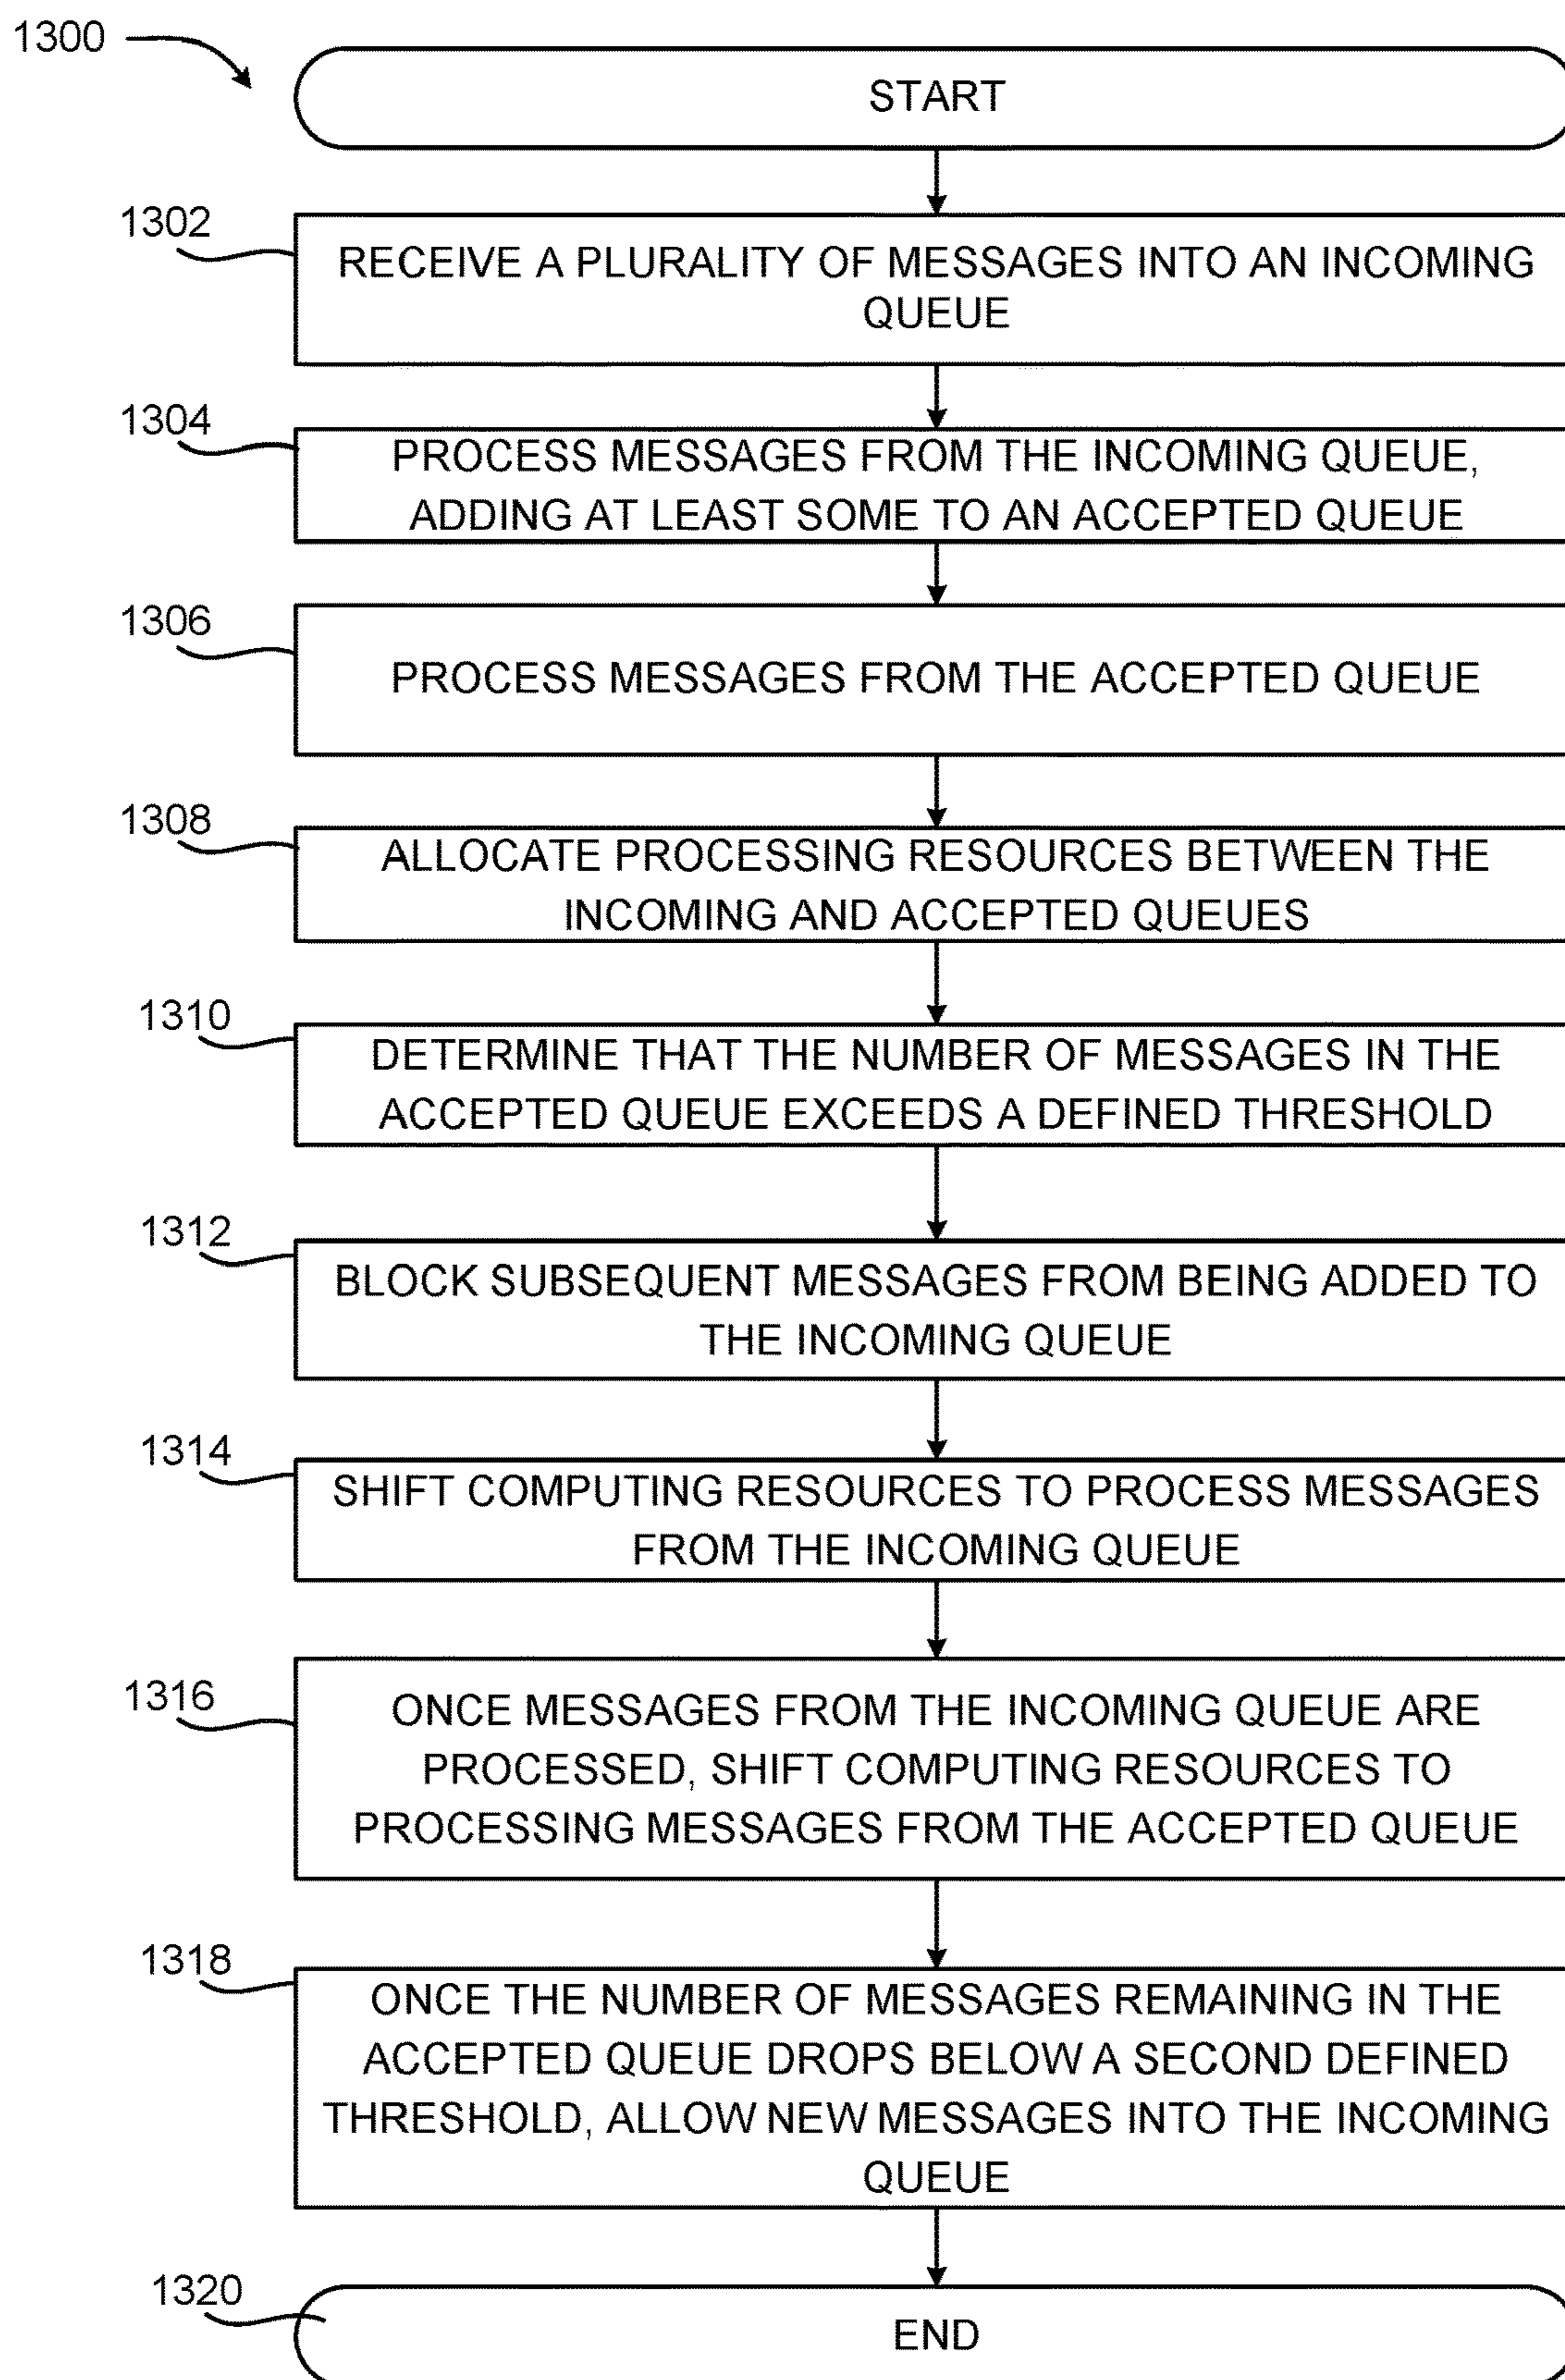 1300
START
1302
RECEIVE A PLURALITY OF MESSAGES INTO AN INCOMING
QUEUE
1304
PROCESS MESSAGES FROM THE INCOMING QUEUE,
ADDING AT LEAST SOME TO AN ACCEPTED QUEUE
1306
PROCESS MESSAGES FROM THE ACCEPTED QUEUE
1308
ALLOCATE PROCESSING RESOURCES BETWEEN THE
INCOMING AND ACCEPTED QUEUES
1310
DETERMINE THAT THE NUMBER OF MESSAGES IN THE
ACCEPTED QUEUE EXCEEDS A DEFINED THRESHOLD
1312
BLOCK SUBSEQUENT MESSAGES FROM BEING ADDED TO
THE INCOMING QUEUE
1314
SHIFT COMPUTING RESOURCES TO PROCESS MESSAGES
FROM THE INCOMING QUEUE
1316
ONCE MESSAGES FROM THE INCOMING QUEUE ARE
PROCESSED, SHIFT COMPUTING RESOURCES TO
PROCESSING MESSAGES FROM THE ACCEPTED QUEUE
1318
ONCE THE NUMBER OF MESSAGES REMAINING IN THE
ACCEPTED QUEUE DROPS BELOW A SECOND DEFINED
THRESHOLD, ALLOW NEW MESSAGES INTO THE INCOMING
QUEUE
1320
END